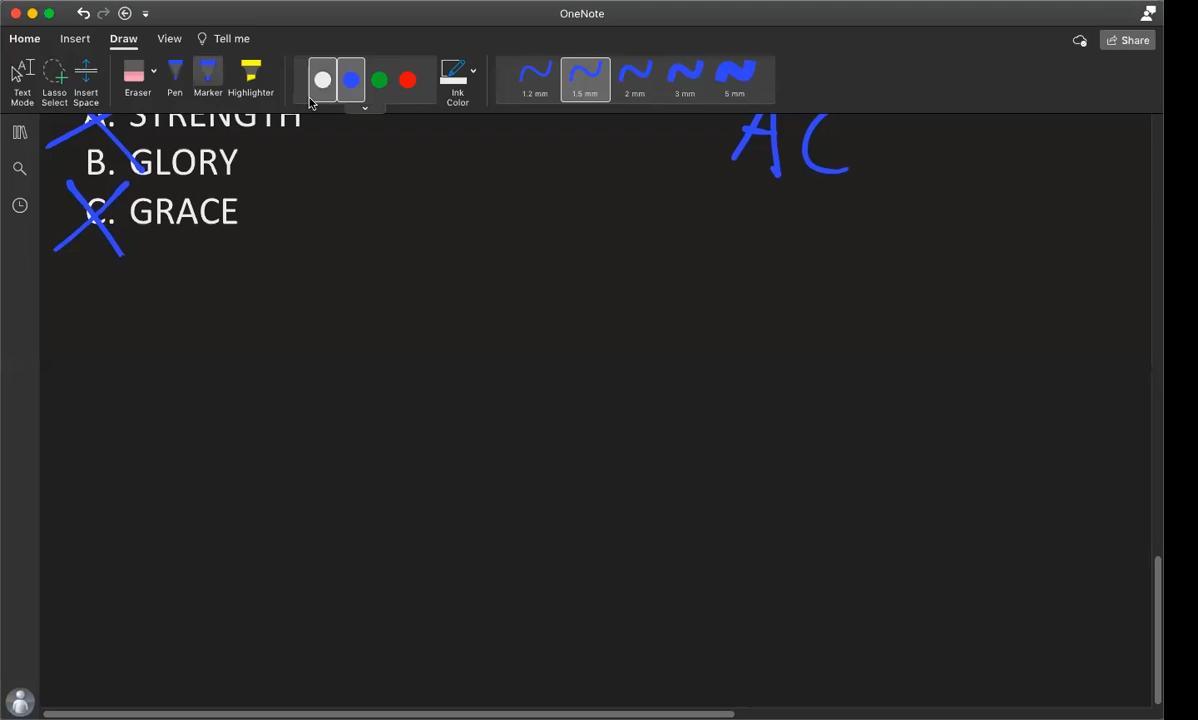 OneNote
Home Insert Draw View Tell me
Share
Text Mode
Lasso Select
Insert Space
Eraser
Pen
Marker
Highlighter
Ink Color
1.2 mm
1.5 mm
2 mm
3 mm
5 mm
A. STRENGTH
B. GLORY
C. GRACE
A C